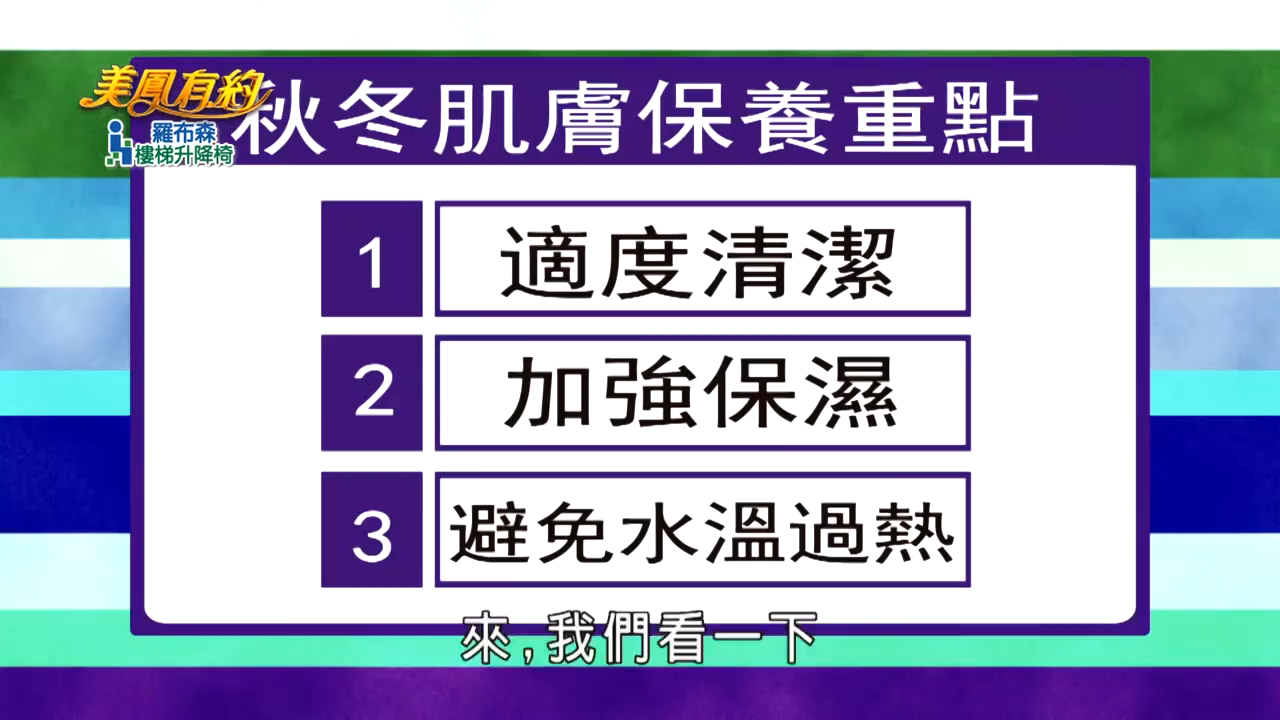 美鳳有約
羅布森
樓梯升降椅
秋冬肌膚保養重點
1 適度清潔
2 加強保濕
3 避免水溫過熱
來,我們看一下